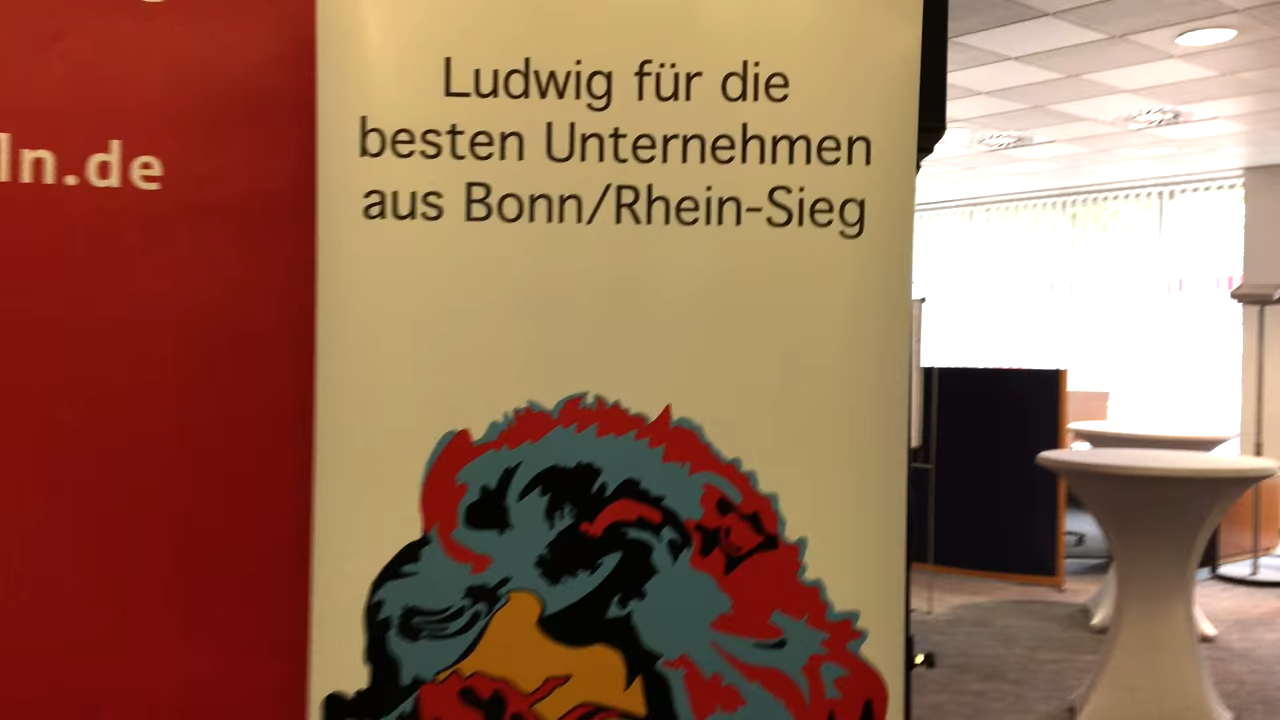 ln.de
Ludwig für die
besten Unternehmen
aus Bonn/Rhein-Sieg